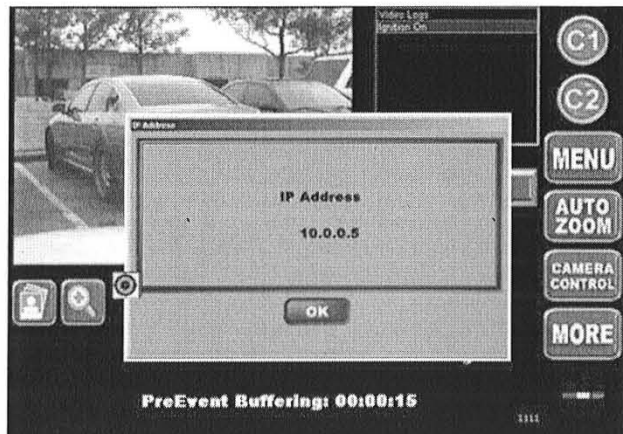 Video Logs
Ignition On
C1
C2
MENU
AUTO
ZOOM
CAMERA
CONTROL
MORE
IP Address
IP Address
10.0.0.5
OK
PreEvent Buffering: 00:00:15
1111